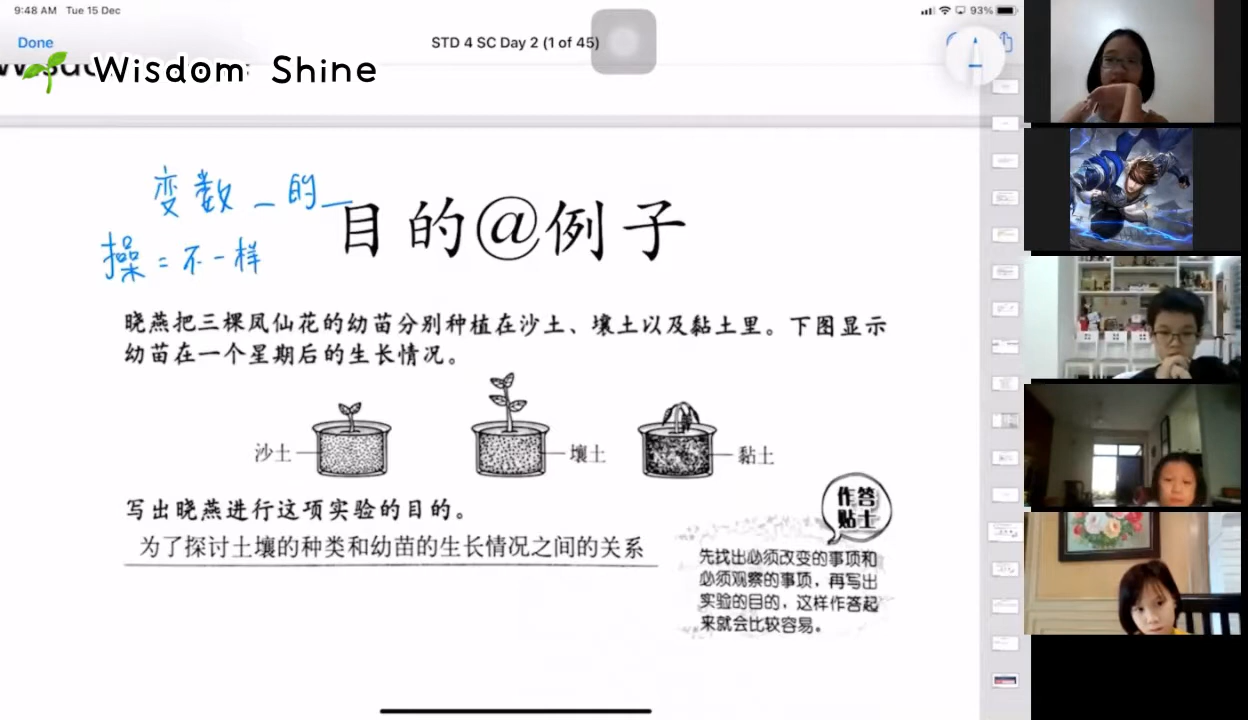 9:48 AM Tue 15 Dec
93%
Done
STD 4 SC Day 2 (1 of 45)
Wisdom Shine
变数_的_
操=不一样
目的@例子
晓燕把三棵凤仙花的幼苗分别种植在沙土、壤土以及黏土里。下图显示
幼苗在一个星期后的生长情况。
沙土
壤土
黏土
写出晓燕进行这项实验的目的。
为了探讨土壤的种类和幼苗的生长情况之间的关系
作答
贴士
先找出必须改变的事项和
必须观察的事项，再写出
实验的目的，这样作答起
来就会比较容易。